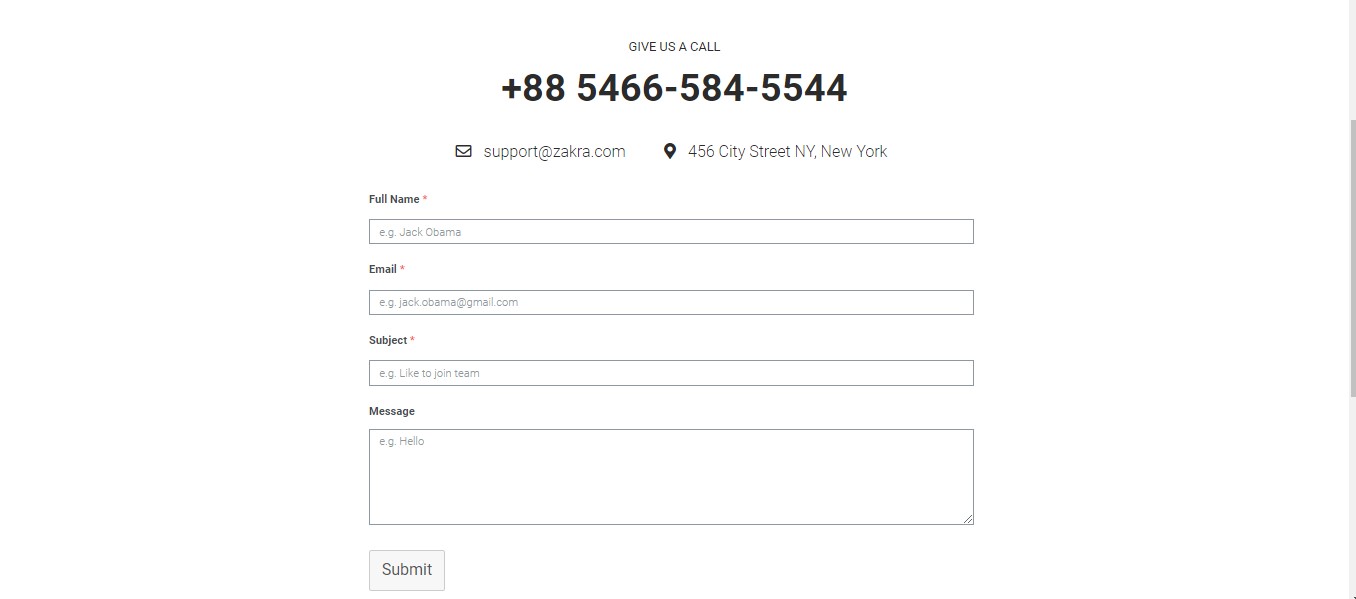 GIVE US A CALL
+88 5466-584-5544
support@zakra.com 456 City Street NY, New York
Full Name *
e.g. Jack Obama
Email *
e.g. jack.obama@gmail.com
Subject *
e.g. Like to join team
Message
e.g. Hello
Submit